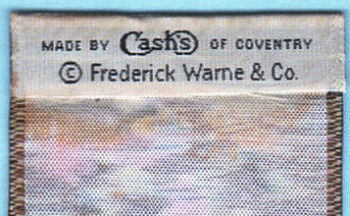 MADE BY Cash's OF COVENTRY
© Frederick Warne & Co.